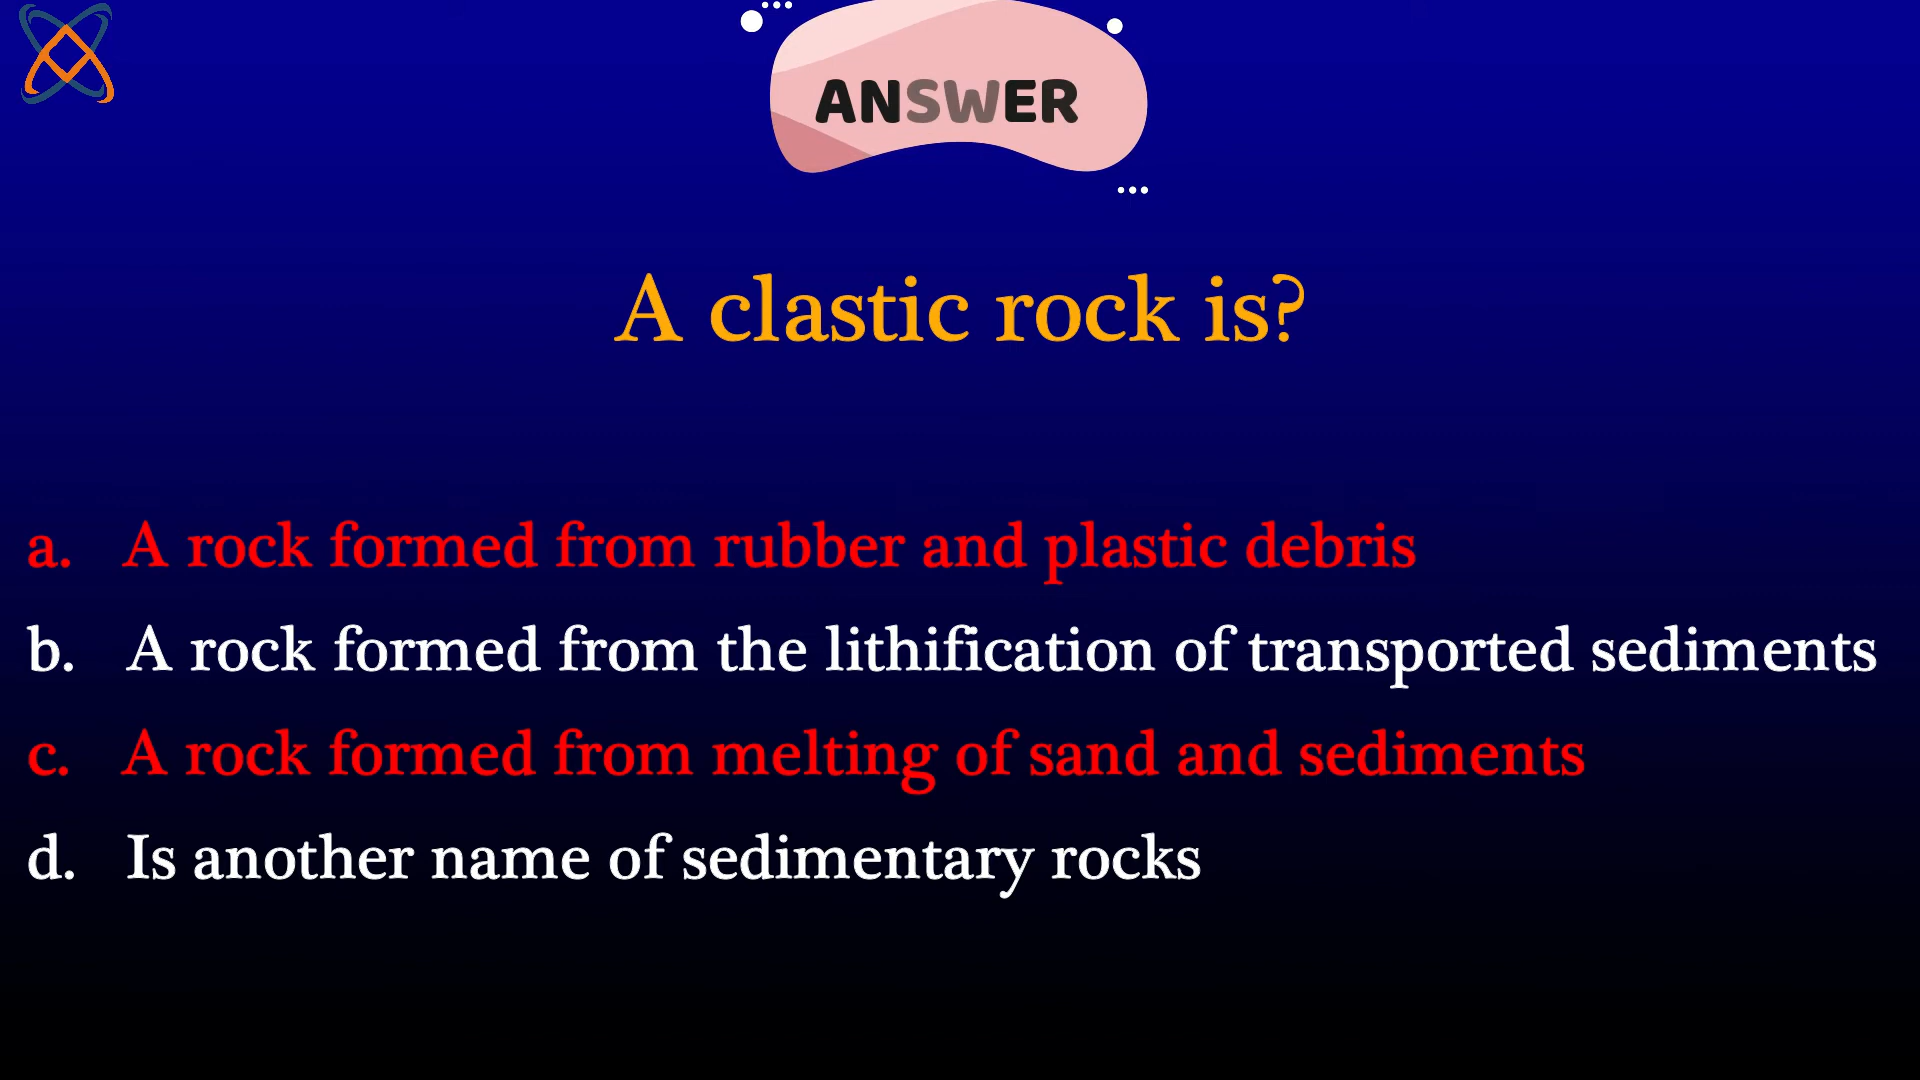 ANSWER
A clastic rock is?
a. A rock formed from rubber and plastic debris
b. A rock formed from the lithification of transported sediments
c. A rock formed from melting of sand and sediments
d. Is another name of sedimentary rocks